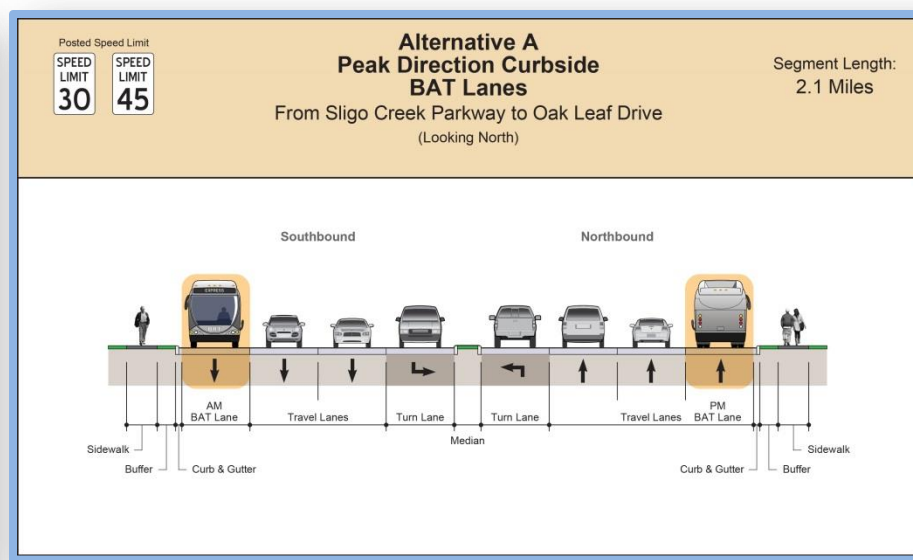 Posted Speed Limit
SPEED
LIMIT
30
SPEED
LIMIT
45
Alternative A
Peak Direction Curbside
BAT Lanes
From Sligo Creek Parkway to Oak Leaf Drive
(Looking North)
Segment Length:
2.1 Miles
Southbound
Northbound
EXPRESS
AM
BAT Lane
Travel Lanes
Turn Lane
Turn Lane
Travel Lanes
PM
BAT Lane
Median
Sidewalk
Sidewalk
Buffer
Curb & Gutter
Curb & Gutter
Buffer